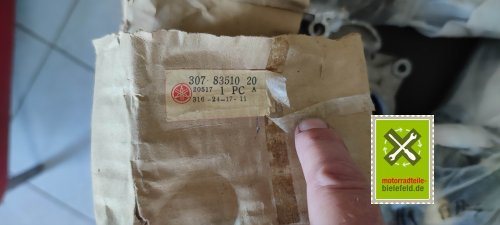 307 83510 20
20517 1 PC A
316-24-17-11
motorradteile-
bielefeld.de